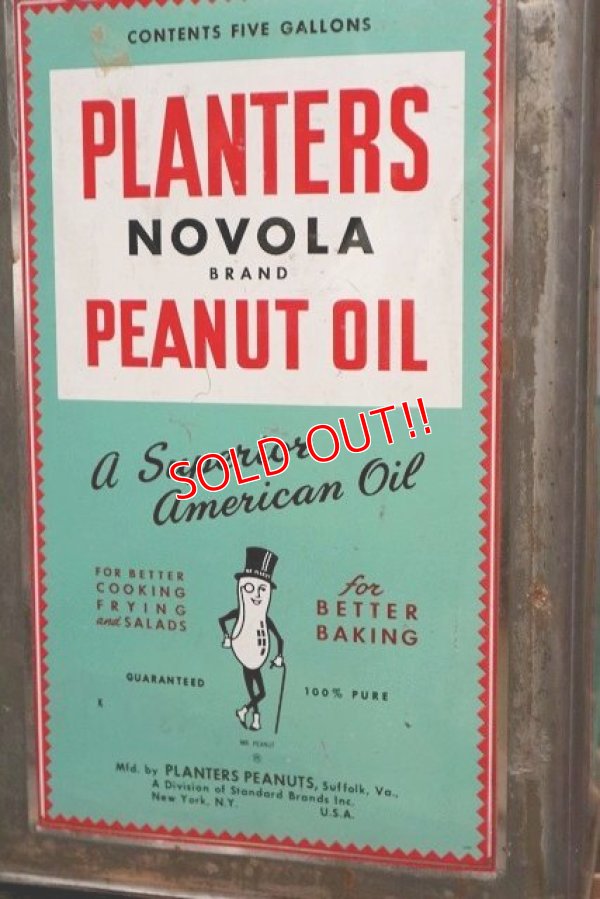 CONTENTS FIVE GALLONS
PLANTERS
NOVOLA
BRAND
PEANUT OIL
A Superior
American Oil
SOLD OUT!!
FOR BETTER
COOKING
FRYING
and SALADS
for
BETTER
BAKING
GUARANTEED
100% PURE
K
MR. PEANUT
®
Mfd. by PLANTERS PEANUTS, Suffolk, Va.,
A Division of Standard Brands Inc.
New York, N.Y. U.S.A.